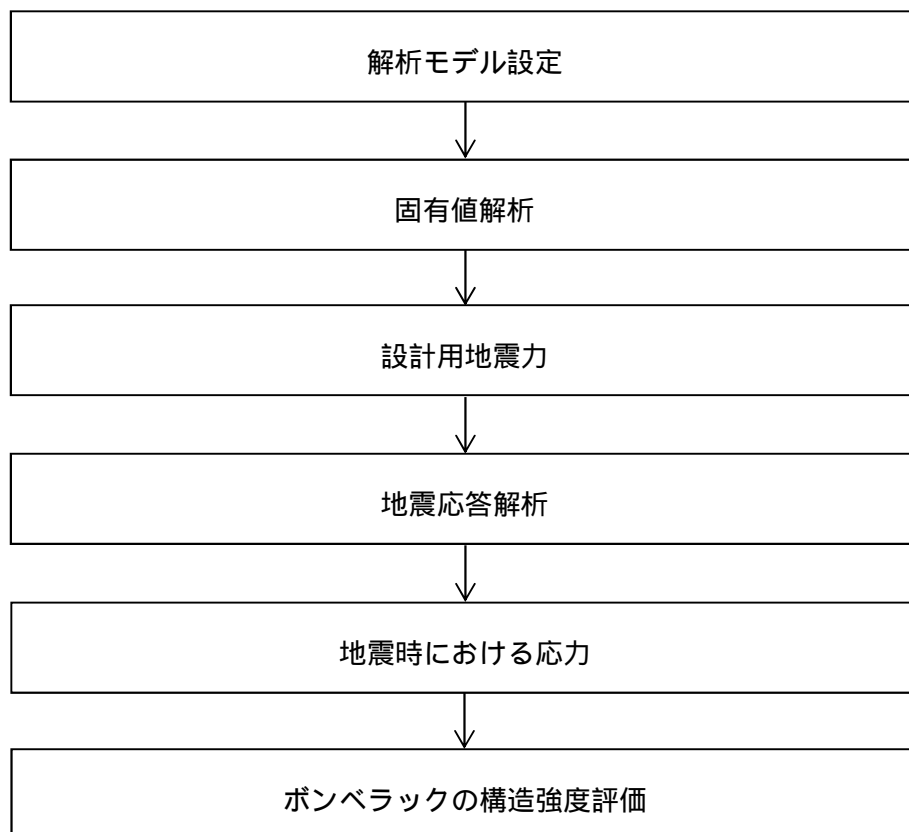 解析モデル設定
固有値解析
設計用地震力
地震応答解析
地震時における応力
ボンベラックの構造強度評価